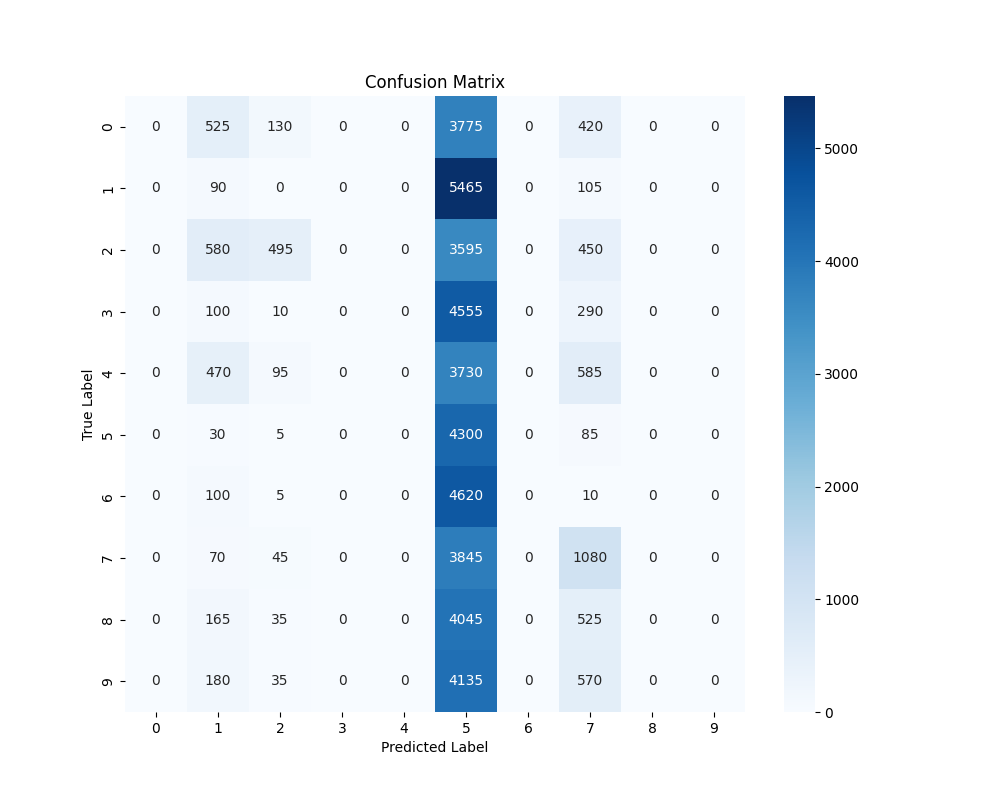 Confusion Matrix
0 0 525 130 0 0 3775 0 420 0 0
1 0 90 0 0 0 5465 0 105 0 0
2 0 580 495 0 0 3595 0 450 0 0
3 0 100 10 0 0 4555 0 290 0 0
4 0 470 95 0 0 3730 0 585 0 0
5 0 30 5 0 0 4300 0 85 0 0
6 0 100 5 0 0 4620 0 10 0 0
7 0 70 45 0 0 3845 0 1080 0 0
8 0 165 35 0 0 4045 0 525 0 0
9 0 180 35 0 0 4135 0 570 0 0
0 1 2 3 4 5 6 7 8 9
Predicted Label
True Label
5000
4000
3000
2000
1000
0